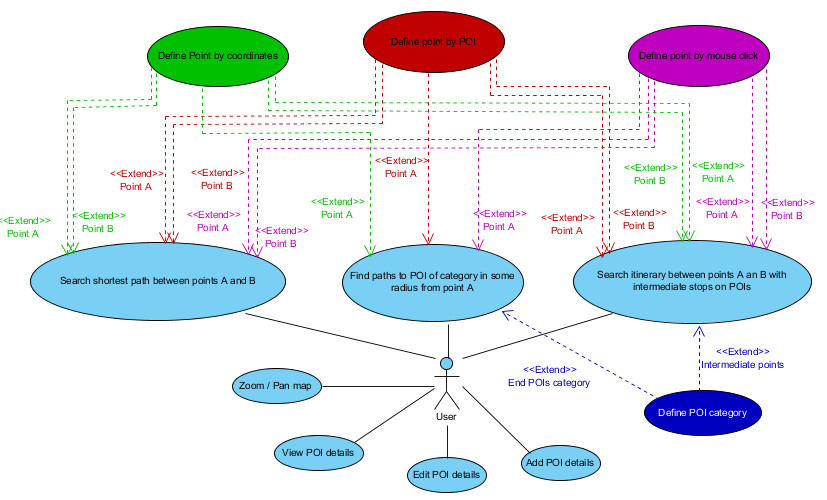 Define Point by coordinates
Define point by POI
Define point by mouse click
<<Extend>>
Point A
<<Extend>>
Point B
<<Extend>>
Point A
<<Extend>>
Point B
<<Extend>>
Point A
<<Extend>>
Point B
<<Extend>>
Point A
<<Extend>>
Point A
<<Extend>>
Point A
<<Extend>>
Point A
<<Extend>>
Point B
<<Extend>>
Point B
<<Extend>>
Point A
<<Extend>>
Point A
<<Extend>>
Point B
Search shortest path between points A and B
Find paths to POI of category in some
radius from point A
Search itinerary between points A an B with
intermediate stops on POIs
<<Extend>>
Intermediate points
<<Extend>>
End POIs category
Zoom / Pan map
User
Define POI category
View POI details
Edit POI details
Add POI details